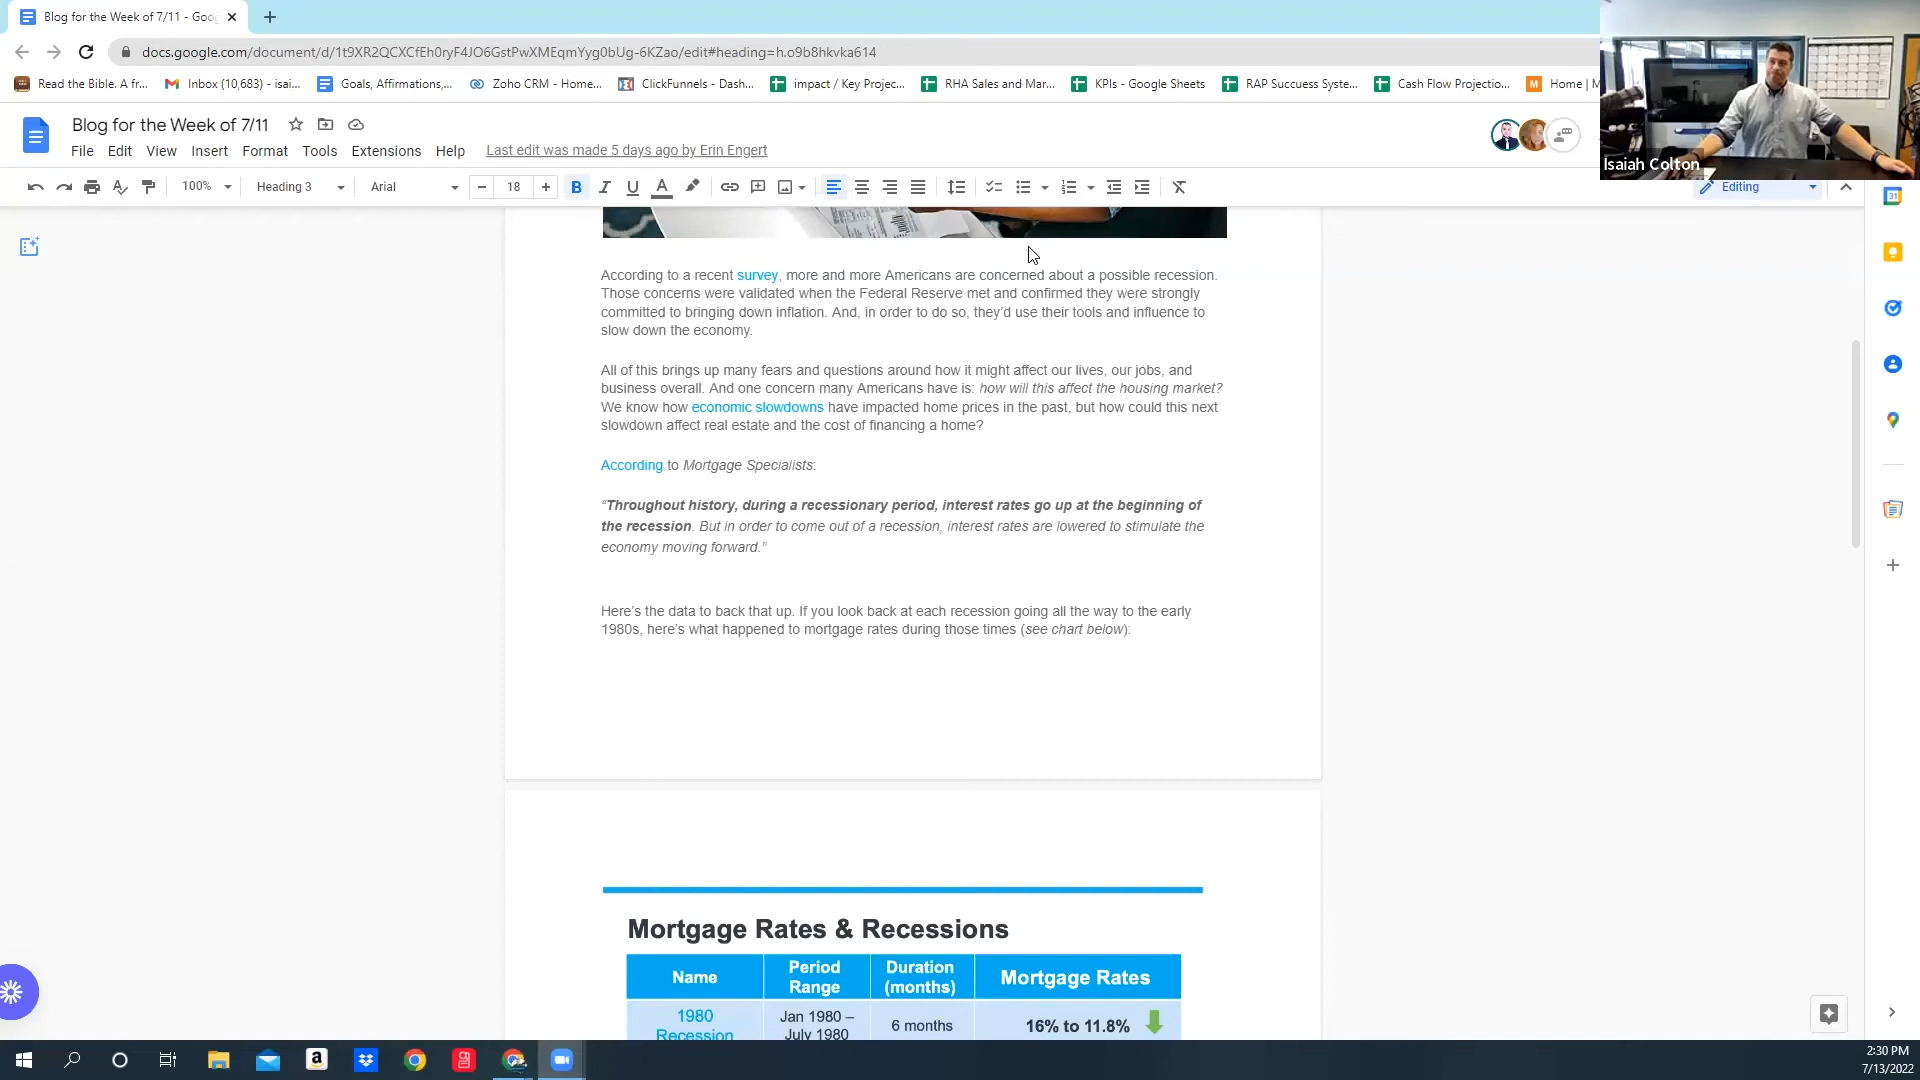 Blog for the Week of 7/11 - Goo
docs.google.com/document/d/1t9XR2QCXCfEh0ryF4JO6GstPwXMEqmYyg0bUg-6KZao/edit#heading=h.o9b8hkvka614
Read the Bible. A fr... Inbox (10,683) - isai... Goals, Affirmations,... Zoho CRM - Home... ClickFunnels - Dash... impact / Key Projec... RHA Sales and Mar... KPIs - Google Sheets RAP Succuess Syste... Cash Flow Projectio... Home | M
Blog for the Week of 7/11
File Edit View Insert Format Tools Extensions Help Last edit was made 5 days ago by Erin Engert
Isaiah Colton
100% Heading 3 Arial 18 B I U A Editing
31
According to a recent survey, more and more Americans are concerned about a possible recession.
Those concerns were validated when the Federal Reserve met and confirmed they were strongly
committed to bringing down inflation. And, in order to do so, they’d use their tools and influence to
slow down the economy.
All of this brings up many fears and questions around how it might affect our lives, our jobs, and
business overall. And one concern many Americans have is: how will this affect the housing market?
We know how economic slowdowns have impacted home prices in the past, but how could this next
slowdown affect real estate and the cost of financing a home?
According to Mortgage Specialists:
“Throughout history, during a recessionary period, interest rates go up at the beginning of
the recession. But in order to come out of a recession, interest rates are lowered to stimulate the
economy moving forward.”
Here’s the data to back that up. If you look back at each recession going all the way to the early
1980s, here’s what happened to mortgage rates during those times (see chart below):
Mortgage Rates & Recessions
Name Period Range Duration (months) Mortgage Rates
1980 Recession Jan 1980 – July 1980 6 months 16% to 11.8%
2:30 PM
7/13/2022